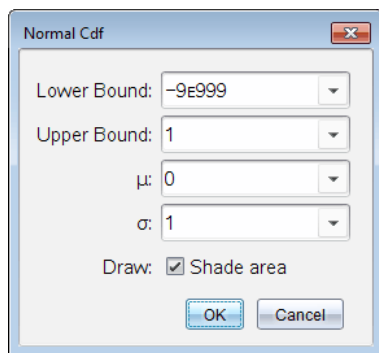 Normal Cdf
Lower Bound: -9E999
Upper Bound: 1
μ: 0
σ: 1
Draw: Shade area
OK Cancel